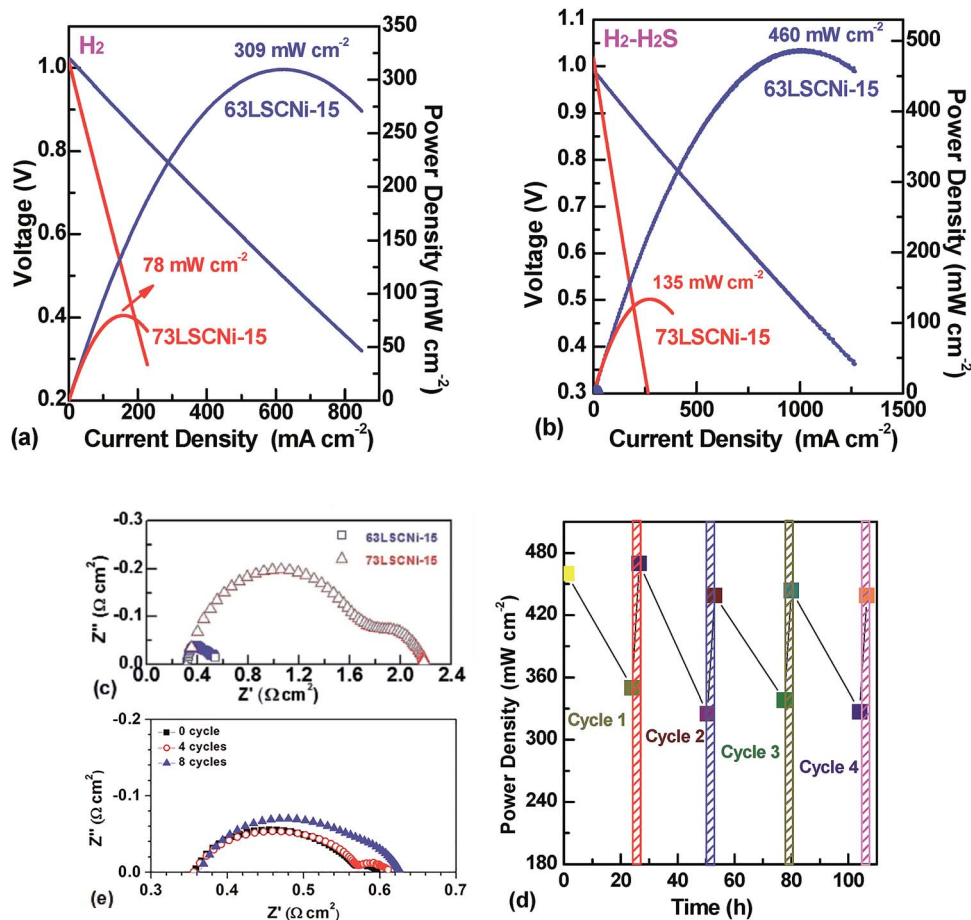 H2
309 mW cm-2
63LSCNi-15
78 mW cm-2
73LSCNi-15
1.0
0.8
0.6
0.4
0.2
Voltage (V)
350
300
250
200
150
100
50
0
Power Density (mW cm-2)
0 200 400 600 800
(a)
Current Density (mA cm-2)
H2-H2S
460 mW cm-2
63LSCNi-15
135 mW cm-2
73LSCNi-15
1.1
1.0
0.9
0.8
0.7
0.6
0.5
0.4
0.3
Voltage (V)
500
400
300
200
100
0
Power Density (mW cm-2)
0 500 1000 1500
(b)
Current Density (mA cm-2)
-0.3
-0.2
-0.1
0.0
Z'' (Ω cm2)
63LSCNi-15
73LSCNi-15
0.0 0.4 0.8 1.2 1.6 2.0 2.4
(c)
Z' (Ω cm2)
-0.2
-0.1
0.0
Z'' (Ω cm2)
0 cycle
4 cycles
8 cycles
0.3 0.4 0.5 0.6 0.7
(e)
Z' (Ω cm2)
480
420
360
300
240
180
Power Density (mW cm-2)
Cycle 1
Cycle 2
Cycle 3
Cycle 4
0 20 40 60 80 100
Time (h)
(d)